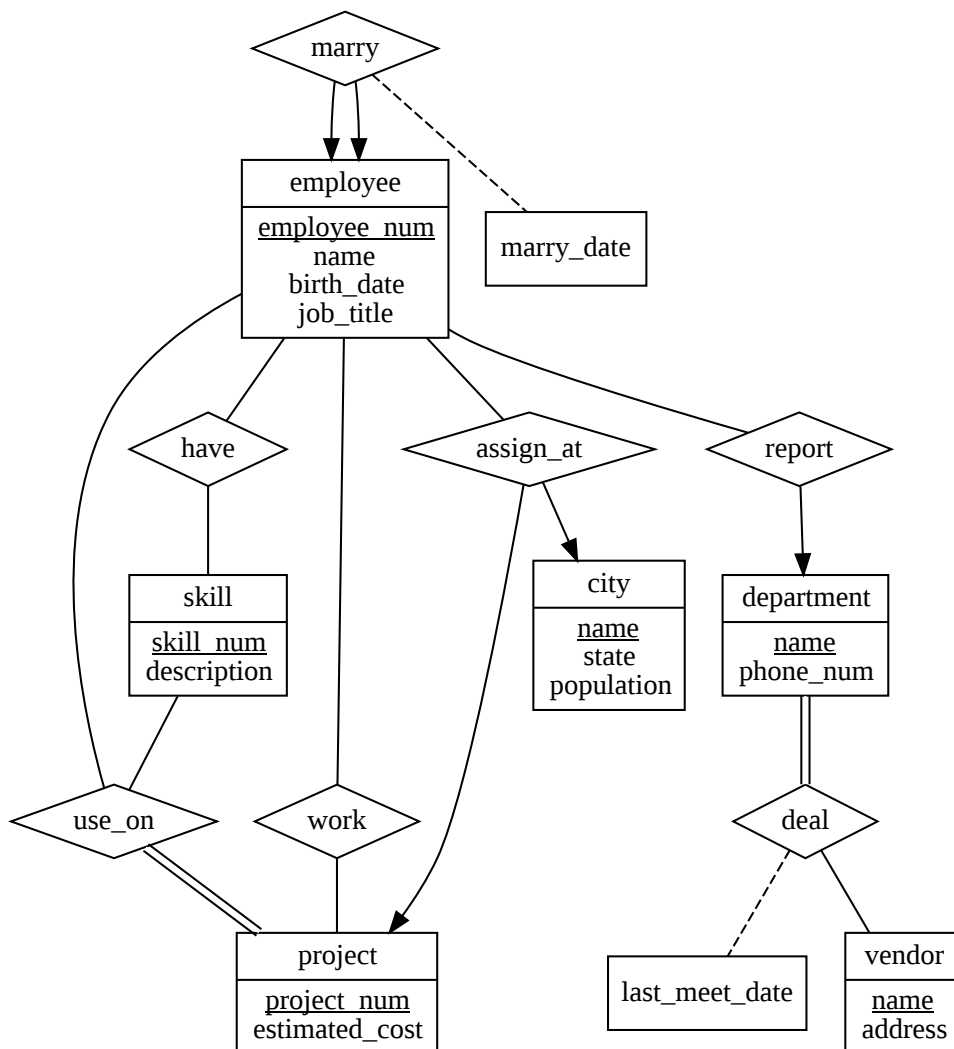 marry
employee
employee_num
name
birth_date
job_title
marry_date
have
assign_at
report
skill
skill_num
description
city
name
state
population
department
name
phone_num
use_on
work
deal
project
project_num
estimated_cost
last_meet_date
vendor
name
address